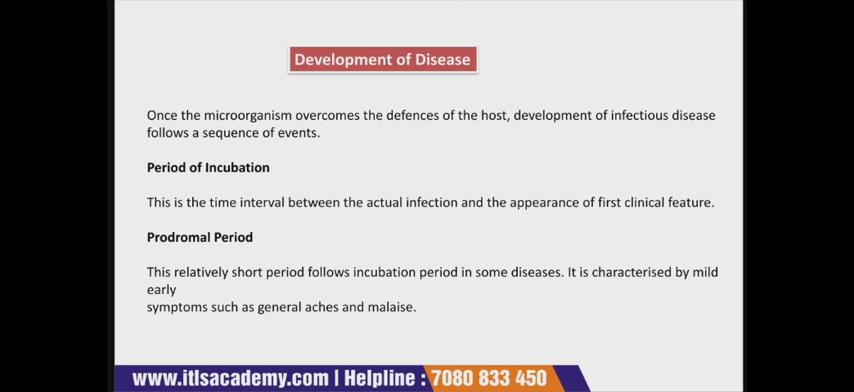 Development of Disease
Once the microorganism overcomes the defences of the host, development of infectious disease
follows a sequence of events.
Period of Incubation
This is the time interval between the actual infection and the appearance of first clinical feature.
Prodromal Period
This relatively short period follows incubation period in some diseases. It is characterised by mild
early
symptoms such as general aches and malaise.
www.itlsacademy.com | Helpline : 7080 833 450